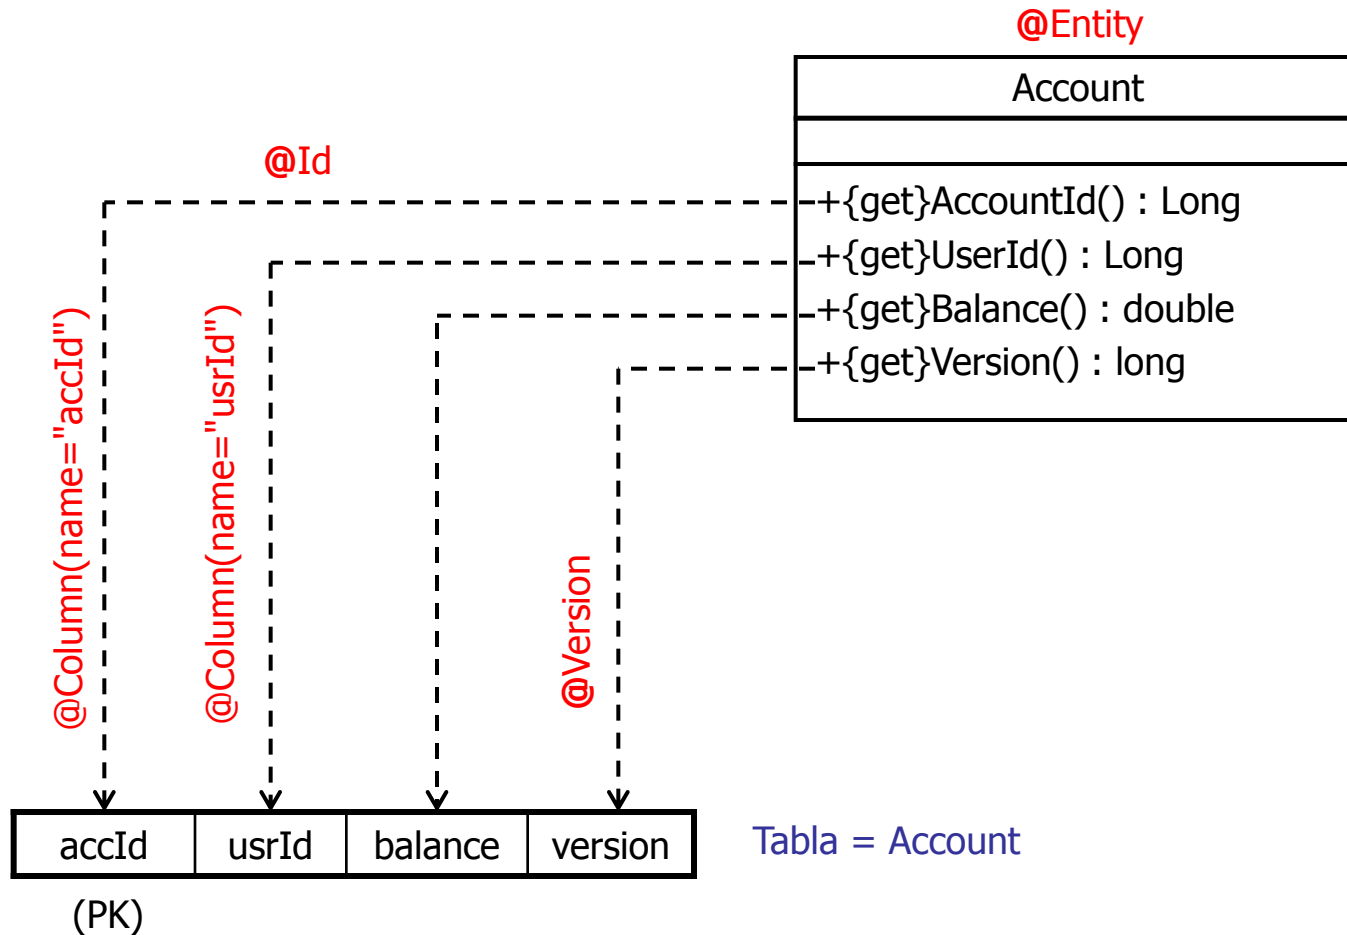 @Entity
Account
@Id
+{get}AccountId() : Long
+{get}UserId() : Long
+{get}Balance() : double
+{get}Version() : long
@Column(name="accId")
@Column(name="usrId")
@Version
accId usrId balance version
Tabla = Account
(PK)